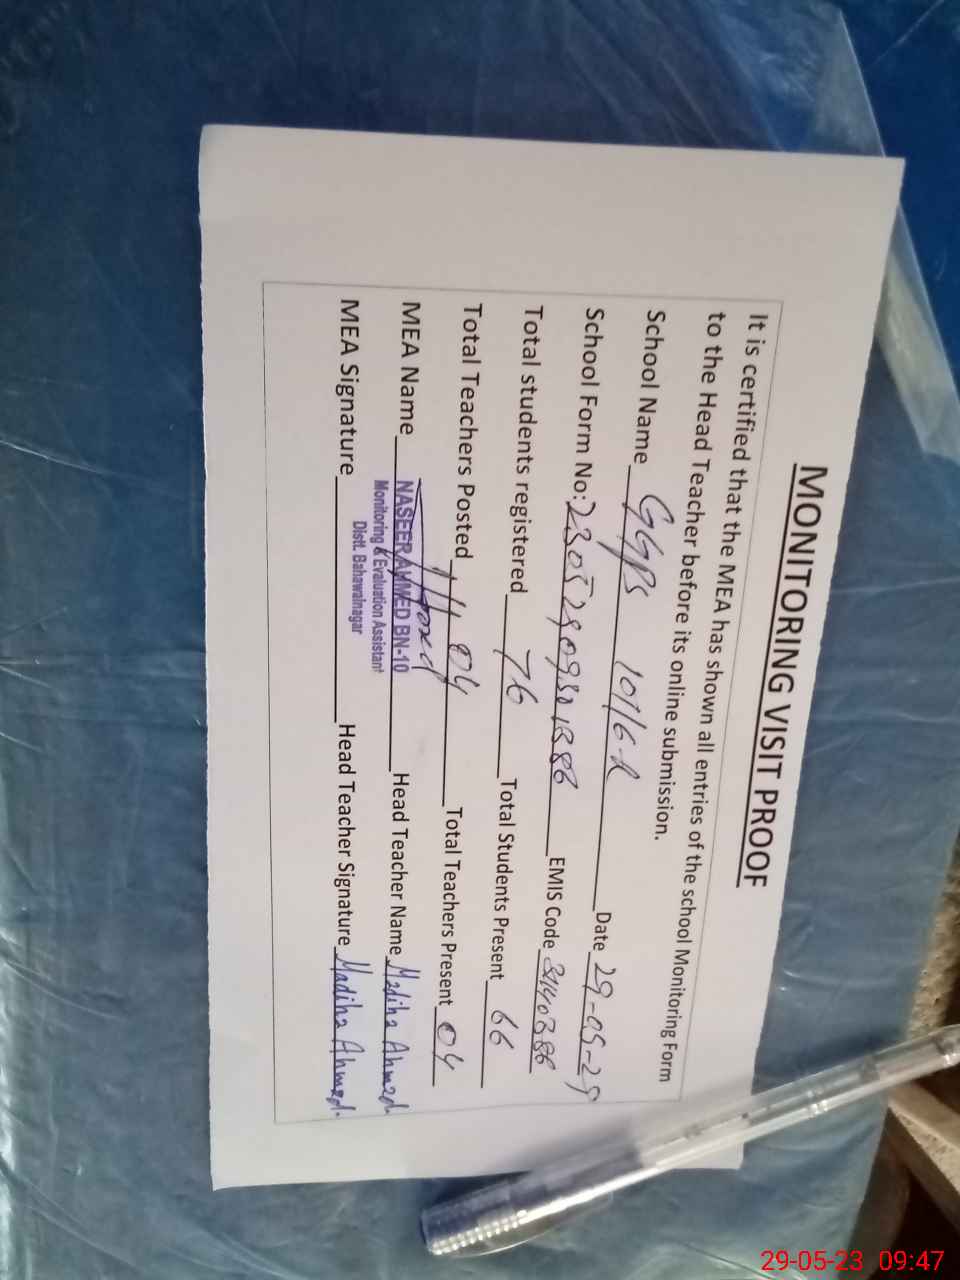 MONITORING VISIT PROOF
It is certified that the MEA has shown all entries of the school Monitoring Form
to the Head Teacher before its online submission.
School Name GGPS 101/6-R Date 29-05-23
School Form No: EMIS Code
Total students registered 76 Total Students Present 66
Total Teachers Posted 04 Total Teachers Present 04
MEA Name NASEER AHMED BN-10 Head Teacher Name Madiha Ahmed
Monitoring & Evaluation Assistant
Distt. Bahawalnagar
MEA Signature Head Teacher Signature Madiha Ahmed.
29-05-23 09:47